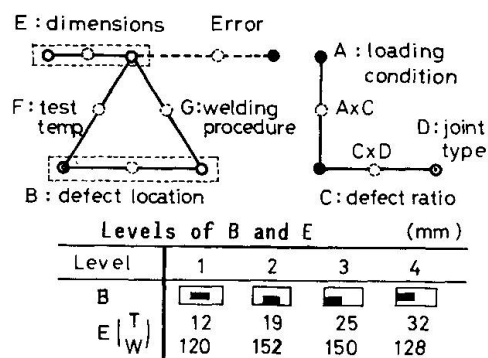 E : dimensions
Error
A : loading
condition
F: test
temp.
G: welding
procedure
AxC
D: joint
type
CxD
B : defect location
C : defect ratio
Levels of B and E (mm)
Level 1 2 3 4
B
E ( T 12 19 25 32
W ) 120 152 150 128